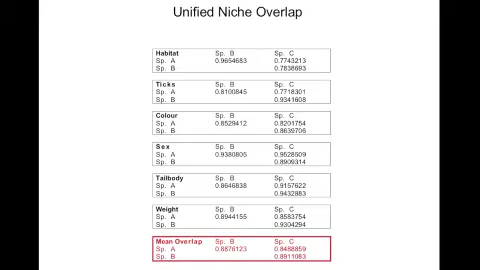 Unified Niche Overlap
Habitat Sp. B Sp. C
Sp. A 0.9654683 0.7743213
Sp. B 0.7838693
Ticks Sp. B Sp. C
Sp. A 0.8100845 0.7718301
Sp. B 0.9341608
Colour Sp. B Sp. C
Sp. A 0.8529412 0.8201754
Sp. B 0.8639706
Sex Sp. B Sp. C
Sp. A 0.9380805 0.9528509
Sp. B 0.8909314
Tailbody Sp. B Sp. C
Sp. A 0.8646838 0.9157622
Sp. B 0.9432883
Weight Sp. B Sp. C
Sp. A 0.8944155 0.8583754
Sp. B 0.9304294
Mean Overlap Sp. B Sp. C
Sp. A 0.8876123 0.8488859
Sp. B 0.8911083